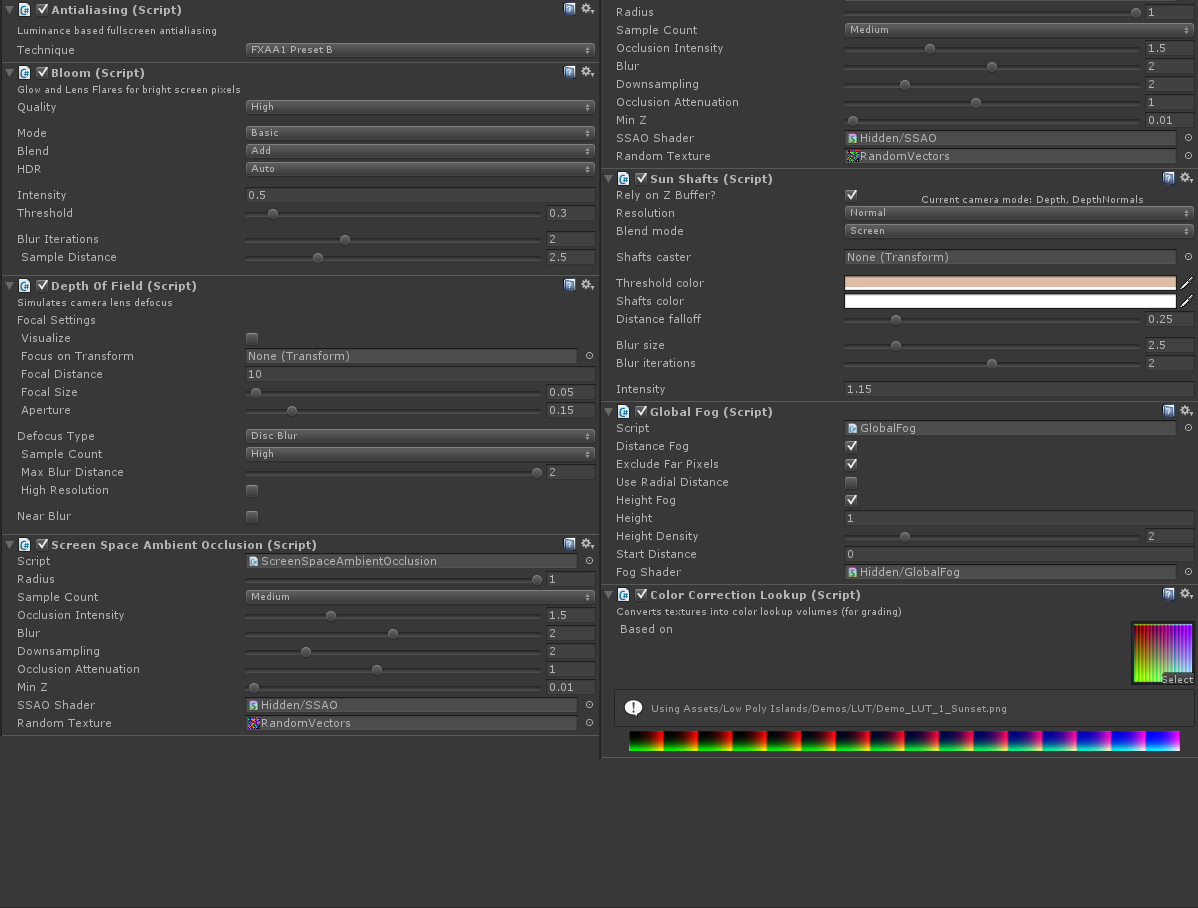 Antialiasing (Script)
Luminance based fullscreen antialiasing
Technique FXAA1 Preset B
Bloom (Script)
Glow and Lens Flares for bright screen pixels
Quality High
Mode Basic
Blend Add
HDR Auto
Intensity 0.5
Threshold 0.3
Blur Iterations 2
Sample Distance 2.5
Depth Of Field (Script)
Simulates camera lens defocus
Focal Settings
Visualize
Focus on Transform None (Transform)
Focal Distance 10
Focal Size 0.05
Aperture 0.15
Defocus Type Disc Blur
Sample Count High
Max Blur Distance 2
High Resolution
Near Blur
Screen Space Ambient Occlusion (Script)
Script ScreenSpaceAmbientOcclusion
Radius 1
Sample Count Medium
Occlusion Intensity 1.5
Blur 2
Downsampling 2
Occlusion Attenuation 1
Min Z 0.01
SSAO Shader Hidden/SSAO
Random Texture RandomVectors
Radius 1
Sample Count Medium
Occlusion Intensity 1.5
Blur 2
Downsampling 2
Occlusion Attenuation 1
Min Z 0.01
SSAO Shader Hidden/SSAO
Random Texture RandomVectors
Sun Shafts (Script)
Rely on Z Buffer? Current camera mode: Depth, DepthNormals
Resolution Normal
Blend mode Screen
Shafts caster None (Transform)
Threshold color
Shafts color
Distance falloff 0.25
Blur size 2.5
Blur iterations 2
Intensity 1.15
Global Fog (Script)
Script GlobalFog
Distance Fog
Exclude Far Pixels
Use Radial Distance
Height Fog
Height 1
Height Density 2
Start Distance 0
Fog Shader Hidden/GlobalFog
Color Correction Lookup (Script)
Converts textures into color lookup volumes (for grading)
Based on
Select
Using Assets/Low Poly Islands/Demos/LUT/Demo_LUT_1_Sunset.png